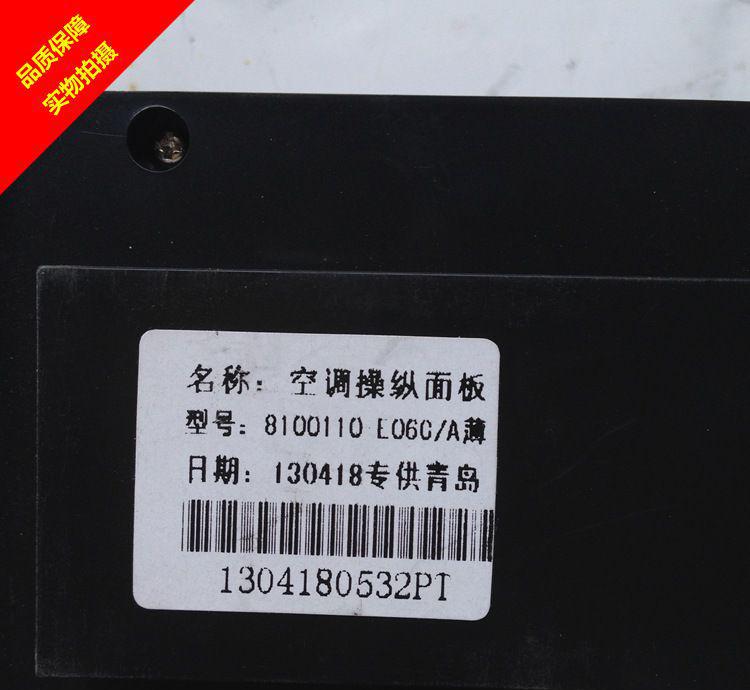 品质保障
实物拍摄
名称：空调操纵面板
型号：8100110 E06C/A薄
日期：130418专供青岛
1304180532PT